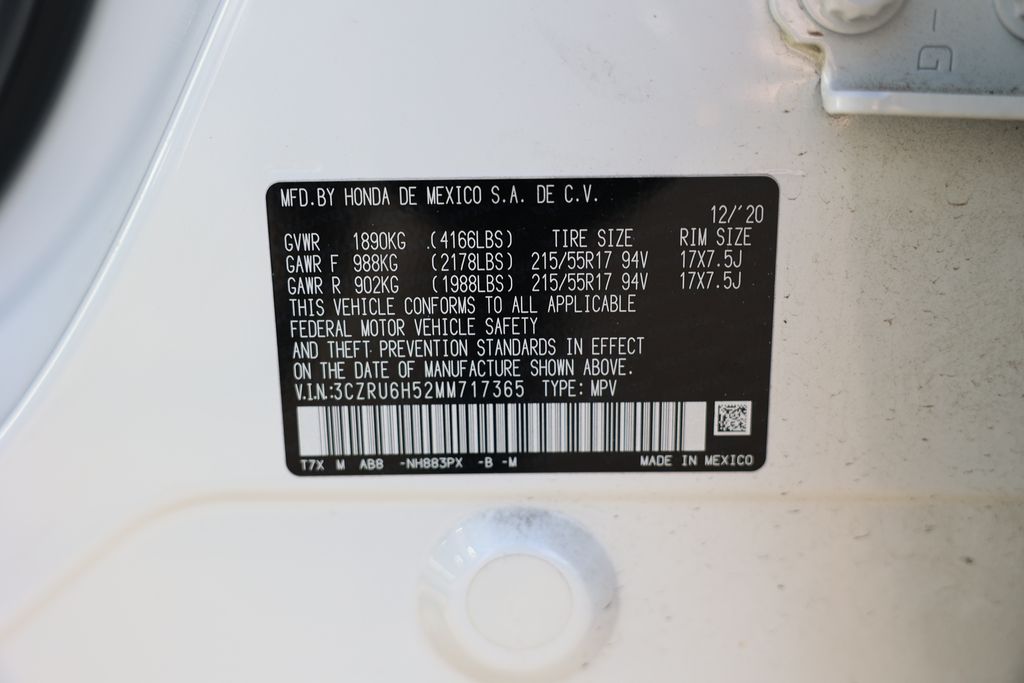 G
MFD.BY HONDA DE MEXICO S.A. DE C.V.
12/'20
GVWR 1890KG (4166LBS) TIRE SIZE RIM SIZE
GAWR F 988KG (2178LBS) 215/55R17 94V 17X7.5J
GAWR R 902KG (1988LBS) 215/55R17 94V 17X7.5J
THIS VEHICLE CONFORMS TO ALL APPLICABLE
FEDERAL MOTOR VEHICLE SAFETY
AND THEFT PREVENTION STANDARDS IN EFFECT
ON THE DATE OF MANUFACTURE SHOWN ABOVE.
V.I.N.:3CZRU6H52MM717365 TYPE: MPV
T7X M AB8 -NH883PX -B -M MADE IN MEXICO